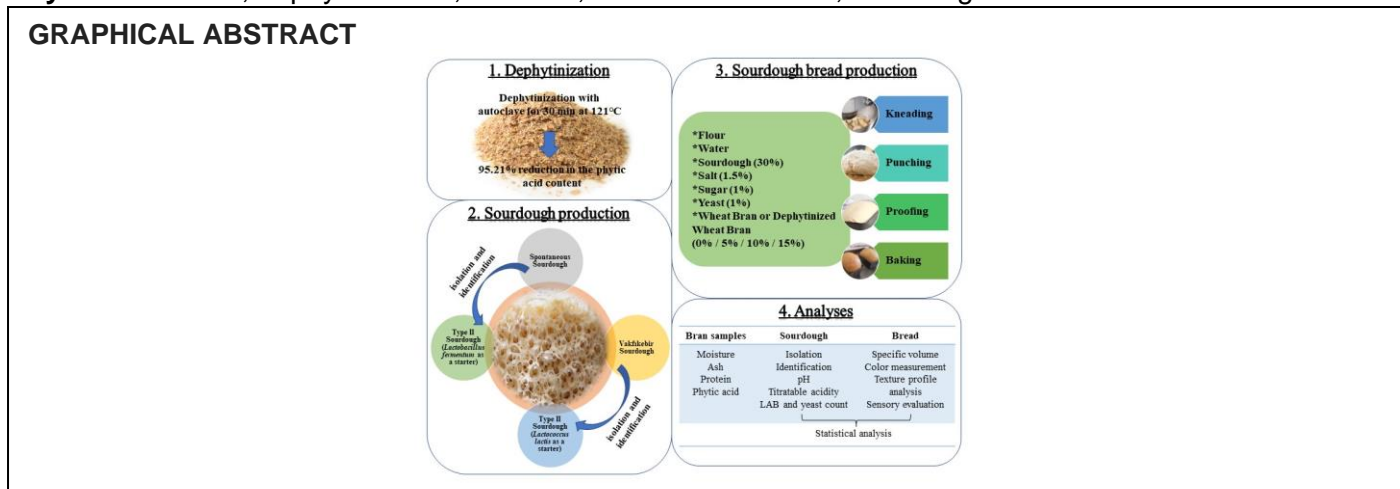 GRAPHICAL ABSTRACT
1. Dephytinization
Dephytinization with
autoclave for 30 min at 121°C
95.21% reduction in the phytic
acid content
2. Sourdough production
Spontaneous
Sourdough
isolation and
identification
Type II
Sourdough
(Lactobacillus
fermentum as
a starter)
Vakfıkebir
Sourdough
isolation and
identification
Type II
Sourdough
(Lactococcus
lactis as a
starter)
3. Sourdough bread production
*Flour
*Water
*Sourdough (30%)
*Salt (1.5%)
*Sugar (1%)
*Yeast (1%)
*Wheat Bran or Dephytinized
Wheat Bran
(0% / 5% / 10% / 15%)
Kneading
Punching
Proofing
Baking
4. Analyses
Bran samples Sourdough Bread
Moisture Isolation Specific volume
Ash Identification Color measurement
Protein pH Texture profile
Phytic acid Titratable acidity analysis
LAB and yeast count Sensory evaluation
Statistical analysis